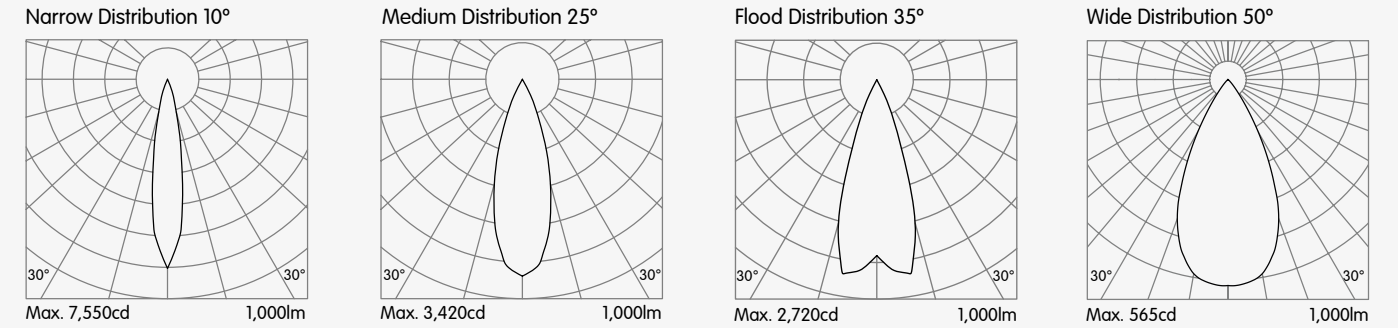 Narrow Distribution 10°
Medium Distribution 25°
Flood Distribution 35°
Wide Distribution 50°
30°
30°
30°
30°
30°
30°
30°
30°
Max. 7,550cd
1,000lm
Max. 3,420cd
1,000lm
Max. 2,720cd
1,000lm
Max. 565cd
1,000lm